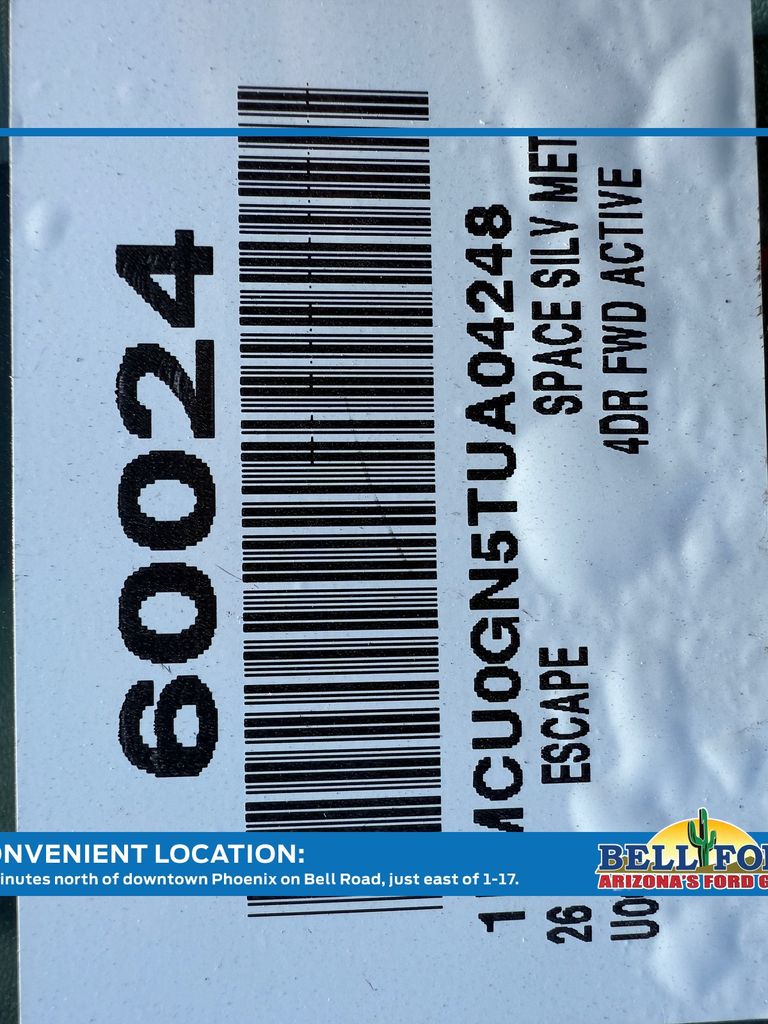 60024
1 MCU0GN5TUA04248
26 ESCAPE SPACE SILV MET
U0 4DR FWD ACTIVE
ONVENIENT LOCATION:
inutes north of downtown Phoenix on Bell Road, just east of 1-17.
BELL FO
ARIZONA'S FORD G